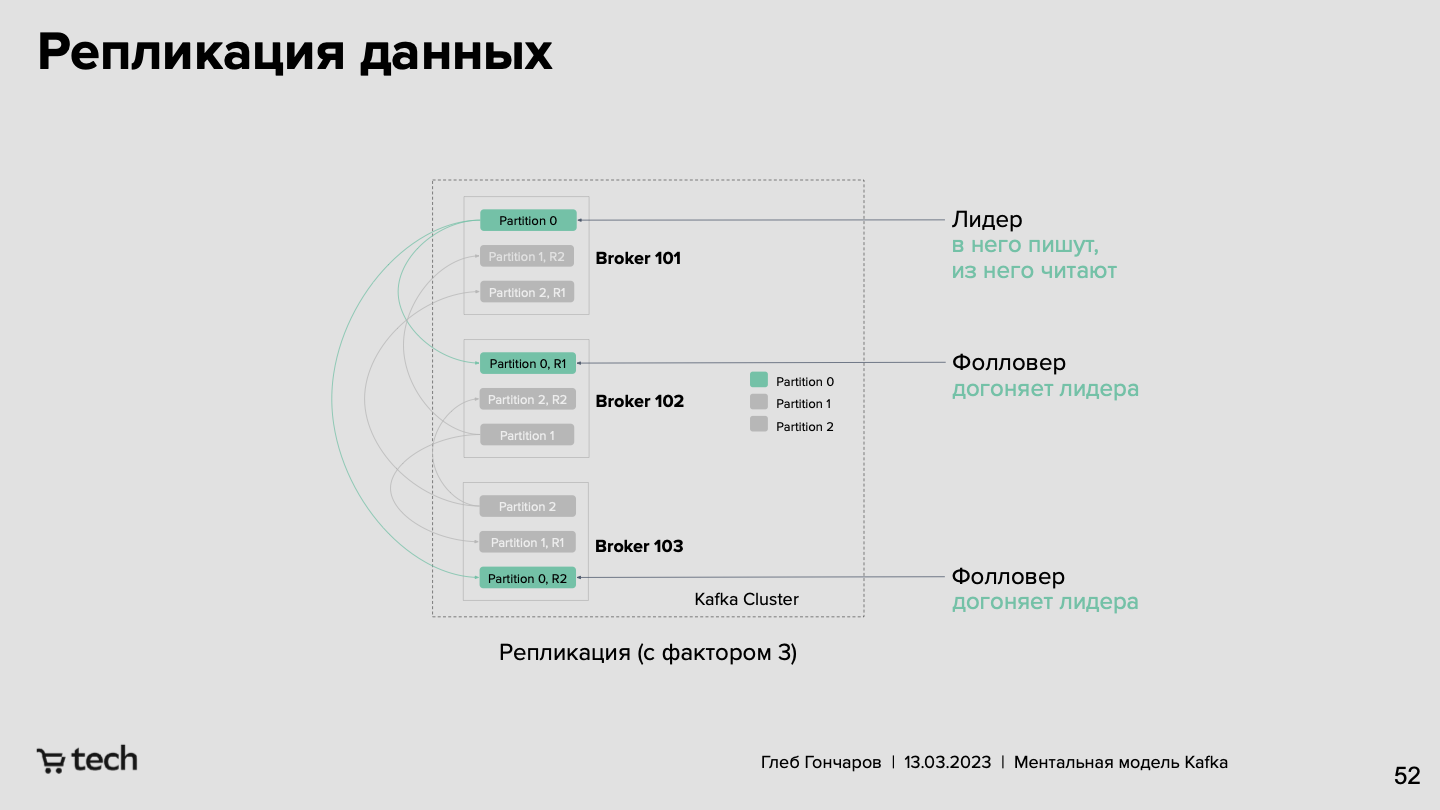 Репликация данных
Partition 0
Partition 1, R2
Partition 2, R1
Broker 101
Лидер
в него пишут,
из него читают
Partition 0, R1
Partition 2, R2
Partition 1
Broker 102
Partition 0
Partition 1
Partition 2
Фолловер
догоняет лидера
Partition 2
Partition 1, R1
Partition 0, R2
Broker 103
Kafka Cluster
Фолловер
догоняет лидера
Репликация (с фактором 3)
tech
Глеб Гончаров | 13.03.2023 | Ментальная модель Kafka
52